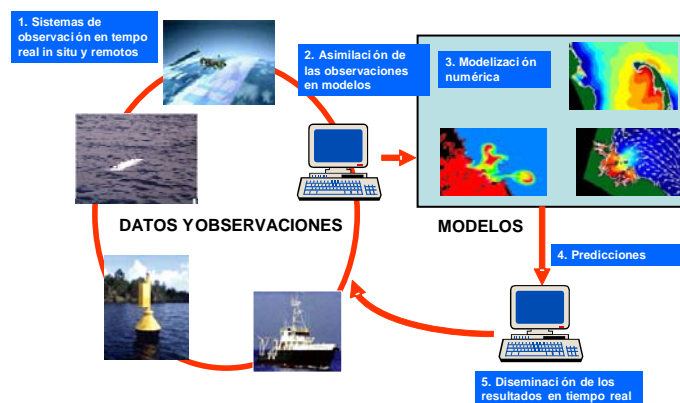 1. Sistemas de
observación en tempo
real in situ y remotos
2. Asimilación de
las observaciones
en modelos
3. Modelización
numérica
DATOS YOBSERVACIONES
MODELOS
4. Predicciones
5. Diseminación de los
resultados en tiempo real